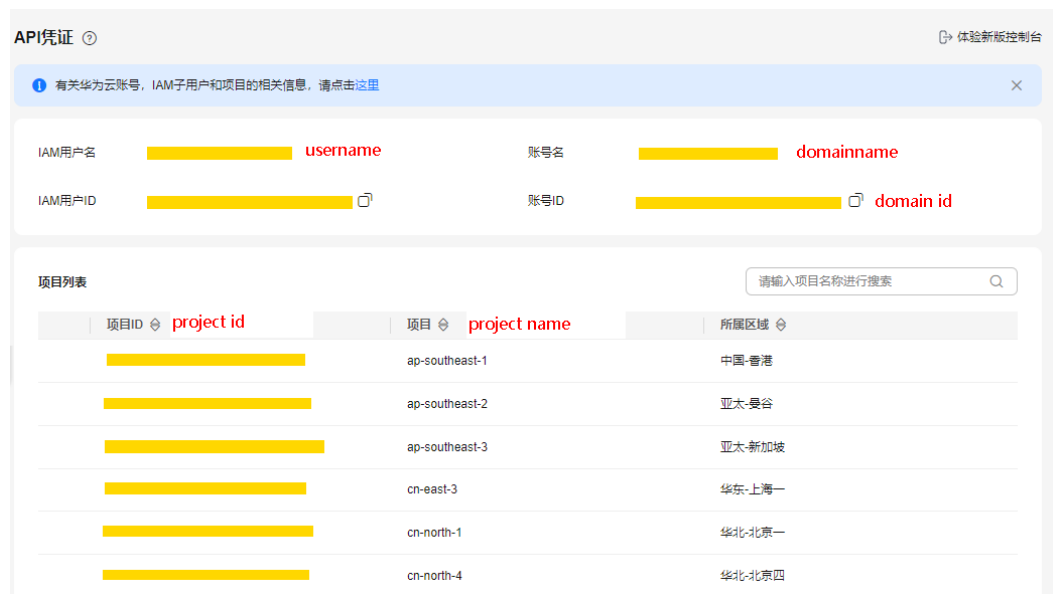 API凭证
体验新版控制台
有关华为云账号，IAM子用户和项目的相关信息，请点击这里
IAM用户名 username 账号名 domainname
IAM用户ID 账号ID domain id
项目列表 请输入项目名称进行搜索
项目ID project id 项目 project name 所属区域
ap-southeast-1 中国-香港
ap-southeast-2 亚太-曼谷
ap-southeast-3 亚太-新加坡
cn-east-3 华东-上海一
cn-north-1 华北-北京一
cn-north-4 华北-北京四